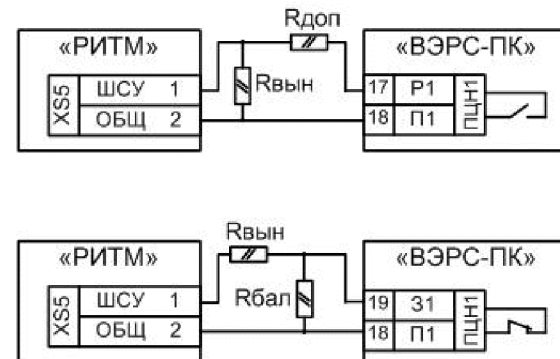 Rдоп
«РИТМ» «ВЭРС-ПК»
XS5 ШСУ 1 Rвын 17 Р1 ПЦН1
ОБЩ 2 18 П1
Rвын
«РИТМ» «ВЭРС-ПК»
XS5 ШСУ 1 Rбал 19 З1 ПЦН1
ОБЩ 2 18 П1